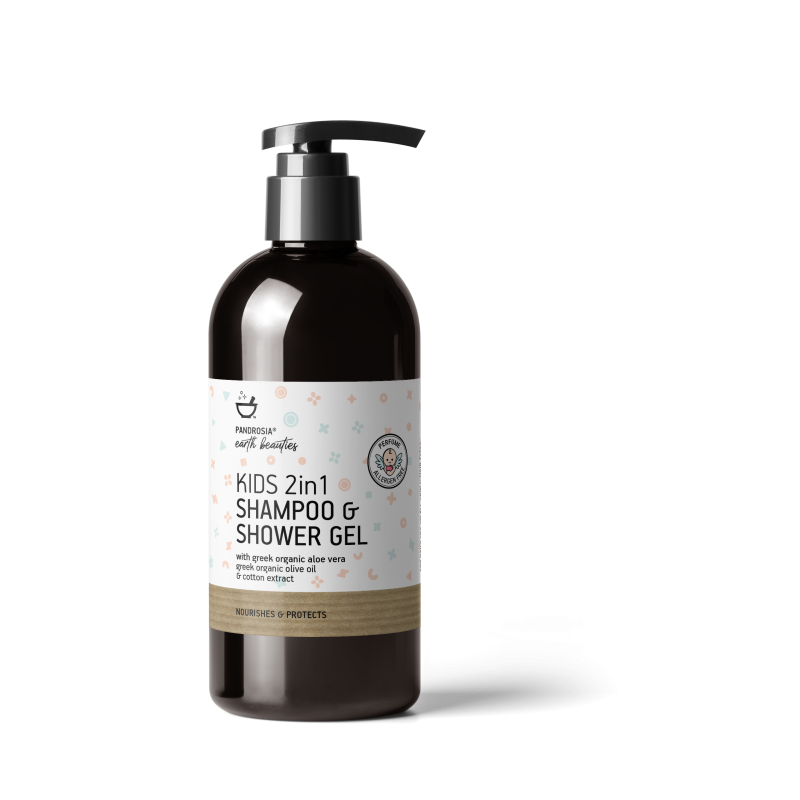 PANDROSIA®
earth beauties
PERFUME
ALLERGEN FREE
KIDS 2in1
SHAMPOO &
SHOWER GEL
with greek organic aloe vera
greek organic olive oil
& cotton extract
NOURISHES & PROTECTS